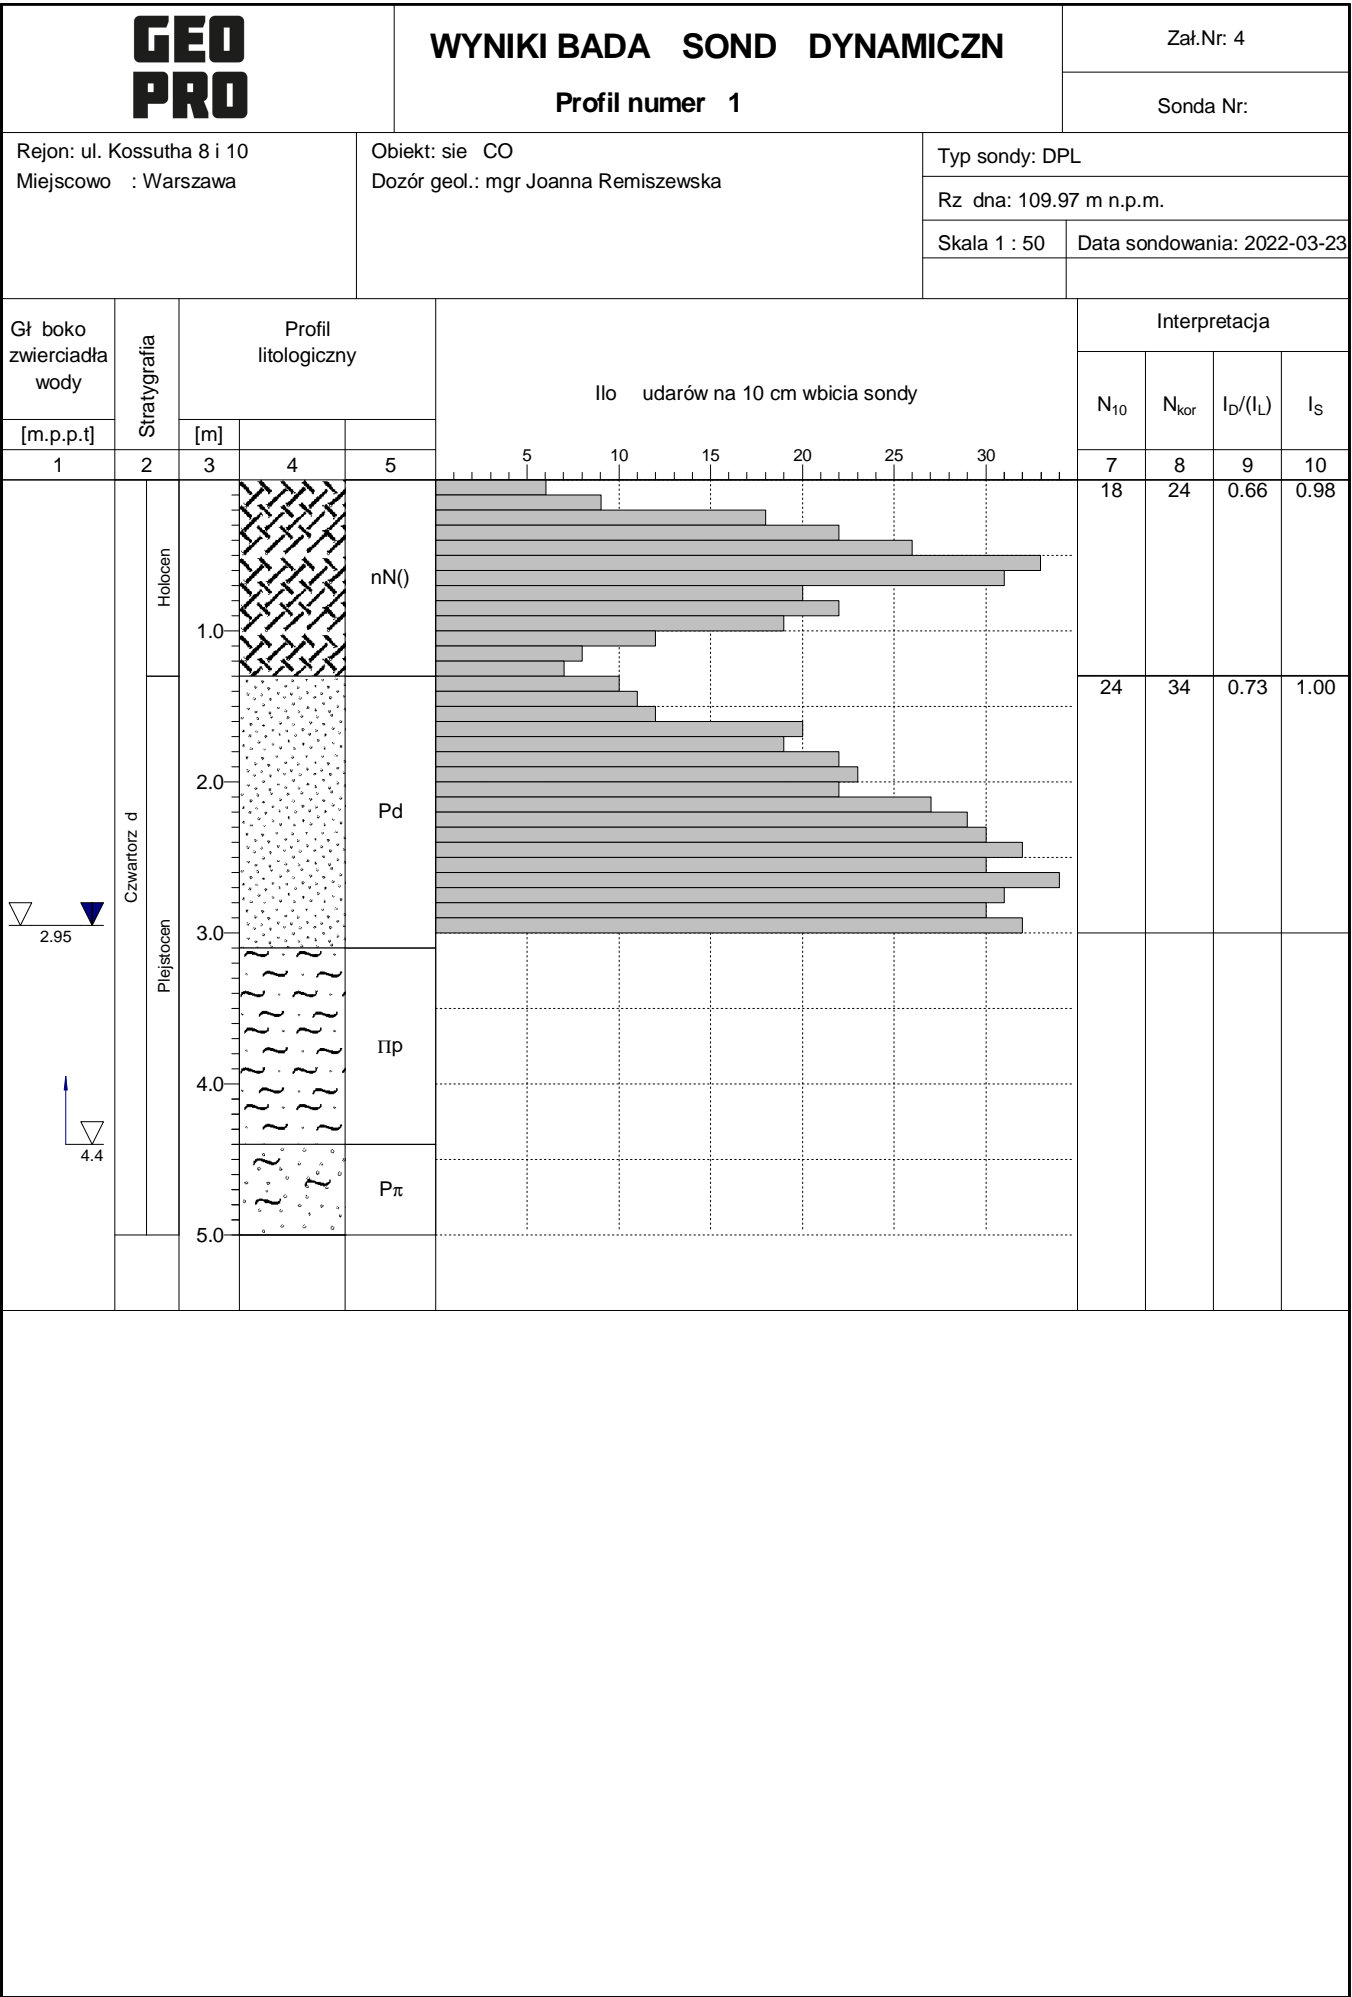 GEO
PRO
WYNIKI BADA SOND DYNAMICZN
Profil numer 1
Zał.Nr: 4
Sonda Nr:
Rejon: ul. Kossutha 8 i 10
Miejscowo : Warszawa
Obiekt: sie CO
Dozór geol.: mgr Joanna Remiszewska
Typ sondy: DPL
Rz dna: 109.97 m n.p.m.
Skala 1 : 50
Data sondowania: 2022-03-23
Gł boko
zwierciadła
wody
[m.p.p.t]
Stratygrafia
Profil
litologiczny
[m]
Ilo udarów na 10 cm wbicia sondy
Interpretacja
N10 Nkor ID/(IL) IS
5 10 15 20 25 30
1 2 3 4 5 7 8 9 10
18 24 0.66 0.98
Holocen
nN()
1.0
24 34 0.73 1.00
2.0
Pd
Czwartorz d
2.95
3.0
Plejstocen
Πp
4.0
4.4
Pπ
5.0